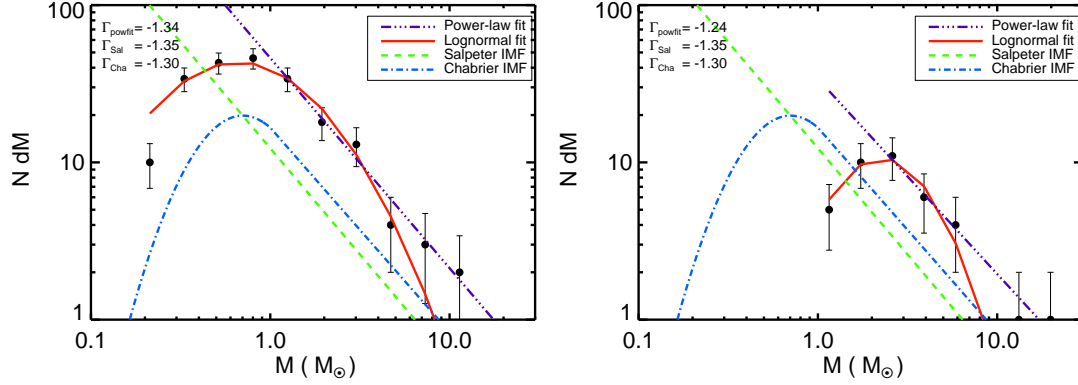 100
10
1
N dM
0.1
1.0
10.0
M ( M⊙)
Γpowfit = -1.34
ΓSal = -1.35
ΓCha = -1.30
Power-law fit
Lognormal fit
Salpeter IMF
Chabrier IMF
100
10
1
N dM
0.1
1.0
10.0
M ( M⊙)
Γpowfit = -1.24
ΓSal = -1.35
ΓCha = -1.30
Power-law fit
Lognormal fit
Salpeter IMF
Chabrier IMF